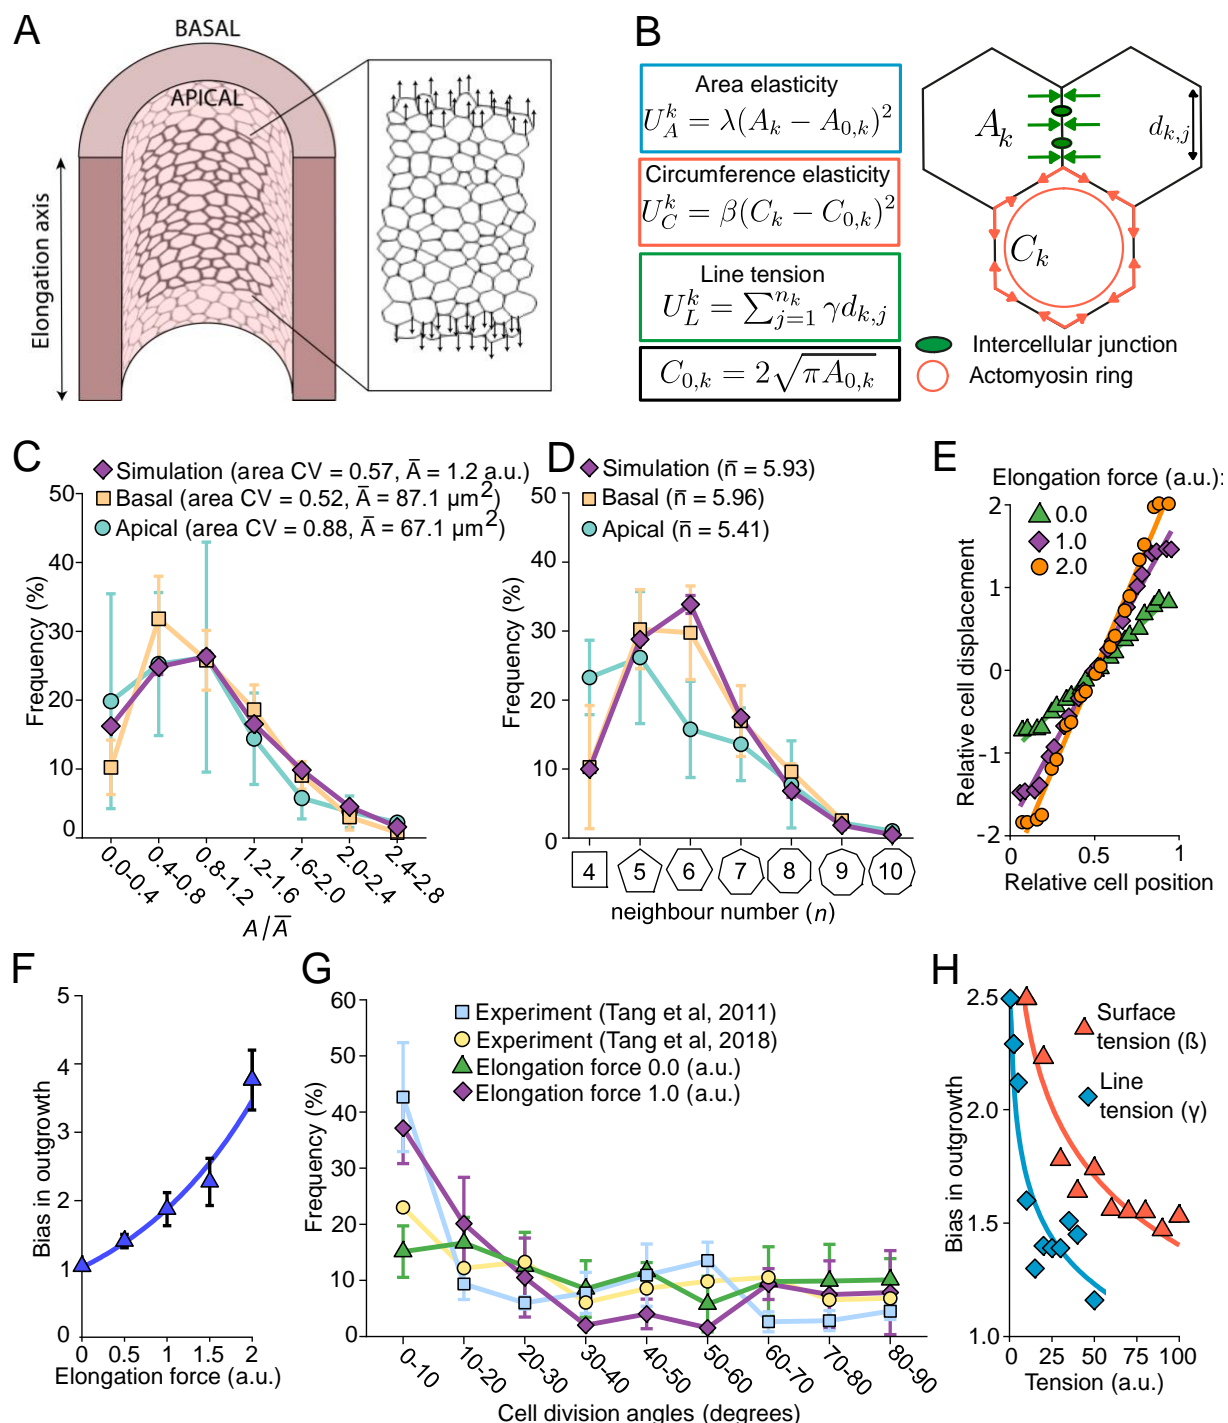 A
BASAL
APICAL
Elongation axis
B
Area elasticity
U_A^k = λ(A_k − A_{0,k})^2
Circumference elasticity
U_C^k = β(C_k − C_{0,k})^2
Line tension
U_L^k = ∑_{j=1}^{n_k} γd_{k,j}
C_{0,k} = 2√(πA_{0,k})
A_k
d_{k,j}
C_k
Intercellular junction
Actomyosin ring
C
Simulation (area CV = 0.57, A̅ = 1.2 a.u.)
Basal (area CV = 0.52, A̅ = 87.1 µm²)
Apical (area CV = 0.88, A̅ = 67.1 µm²)
Frequency (%)
50
40
30
20
10
0
0.0-0.4
0.4-0.8
0.8-1.2
1.2-1.6
1.6-2.0
2.0-2.4
2.4-2.8
A/A̅
D
Simulation (n̅ = 5.93)
Basal (n̅ = 5.96)
Apical (n̅ = 5.41)
Frequency (%)
50
40
30
20
10
0
4 5 6 7 8 9 10
neighbour number (n)
E
Elongation force (a.u.):
0.0
1.0
2.0
Relative cell displacement
2
1
0
-1
-2
0 0.5 1
Relative cell position
F
Bias in outgrowth
5
4
3
2
1
0
0 0.5 1 1.5 2
Elongation force (a.u.)
G
Experiment (Tang et al, 2011)
Experiment (Tang et al, 2018)
Elongation force 0.0 (a.u.)
Elongation force 1.0 (a.u.)
Frequency (%)
60
50
40
30
20
10
0
0-10
10-20
20-30
30-40
40-50
50-60
60-70
70-80
80-90
Cell division angles (degrees)
H
Surface
tension (ß)
Line
tension (γ)
Bias in outgrowth
2.5
2.0
1.5
1.0
0 25 50 75 100
Tension (a.u.)